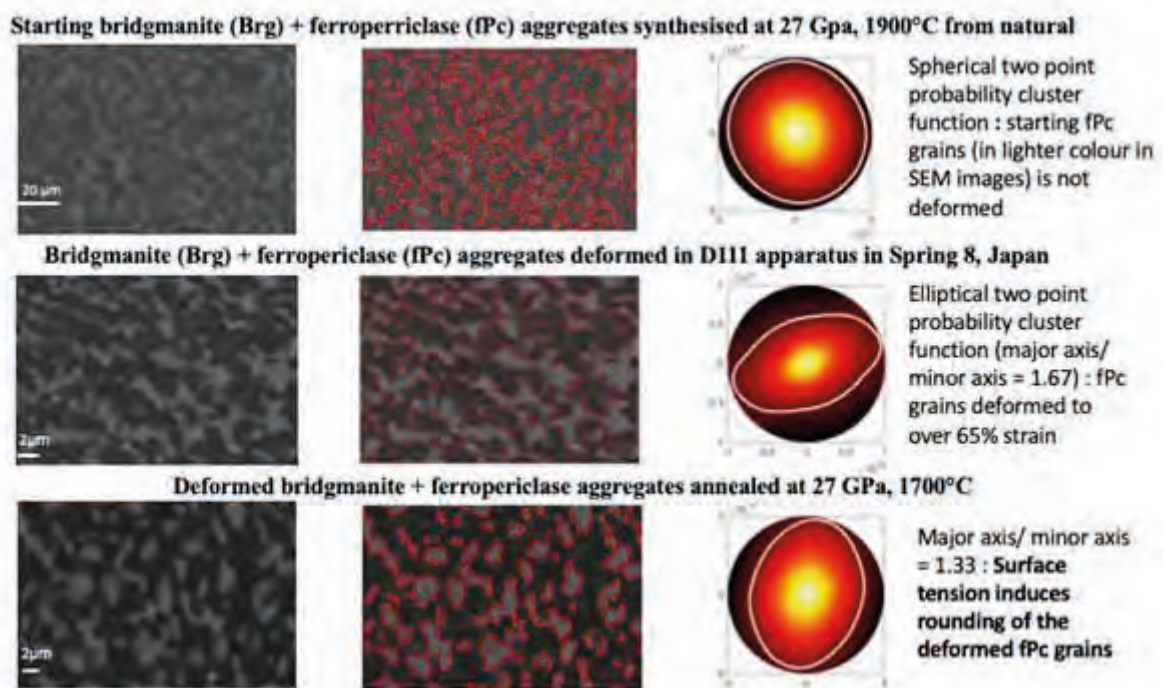 Starting bridgmanite (Brg) + ferroperriclase (fPc) aggregates synthesised at 27 Gpa, 1900°C from natural
20 µm
Spherical two point
probability cluster
function : starting fPc
grains (in lighter colour in
SEM images) is not
deformed
Bridgmanite (Brg) + ferropericlase (fPc) aggregates deformed in D111 apparatus in Spring 8, Japan
2µm
Elliptical two point
probability cluster
function (major axis/
minor axis = 1.67) : fPc
grains deformed to
over 65% strain
Deformed bridgmanite + ferropericlase aggregates annealed at 27 GPa, 1700°C
2µm
Major axis/ minor axis
= 1.33 : Surface
tension induces
rounding of the
deformed fPc grains